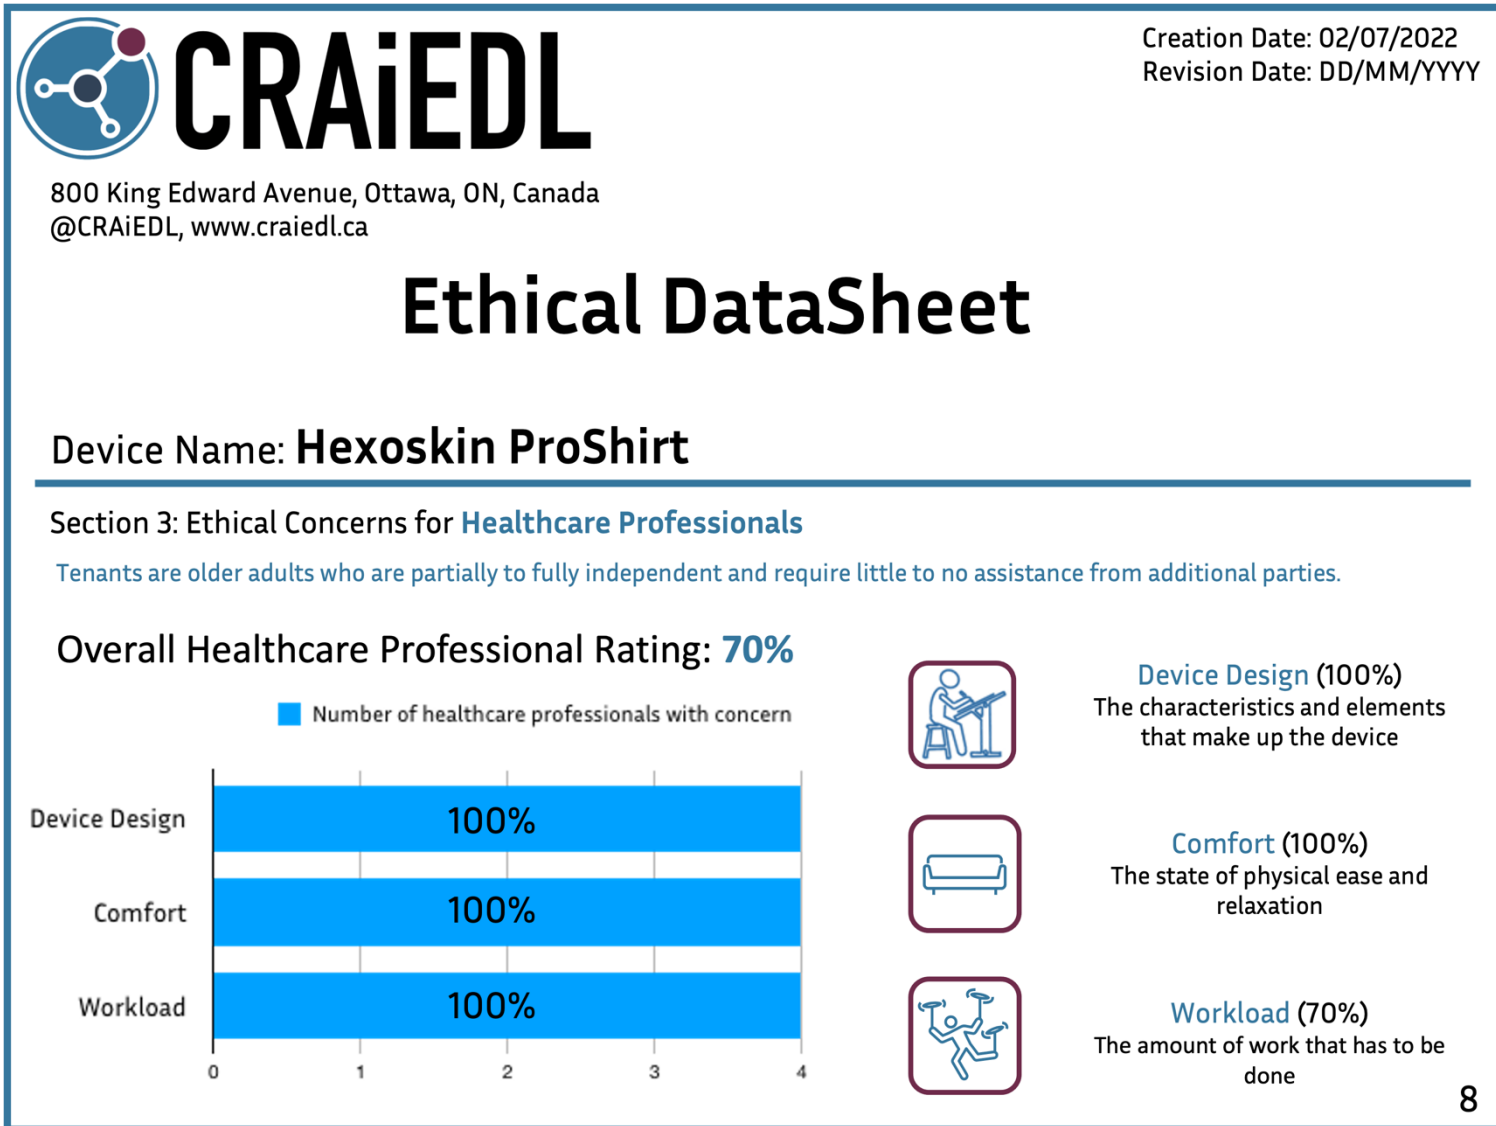 CRAiEDL
Creation Date: 02/07/2022
Revision Date: DD/MM/YYYY
800 King Edward Avenue, Ottawa, ON, Canada
@CRAiEDL, www.craiedl.ca
Ethical DataSheet
Device Name: Hexoskin ProShirt
Section 3: Ethical Concerns for Healthcare Professionals
Tenants are older adults who are partially to fully independent and require little to no assistance from additional parties.
Overall Healthcare Professional Rating: 70%
Number of healthcare professionals with concern
Device Design
100%
Comfort
100%
Workload
100%
0
1
2
3
4
Device Design (100%)
The characteristics and elements
that make up the device
Comfort (100%)
The state of physical ease and
relaxation
Workload (70%)
The amount of work that has to be
done
8